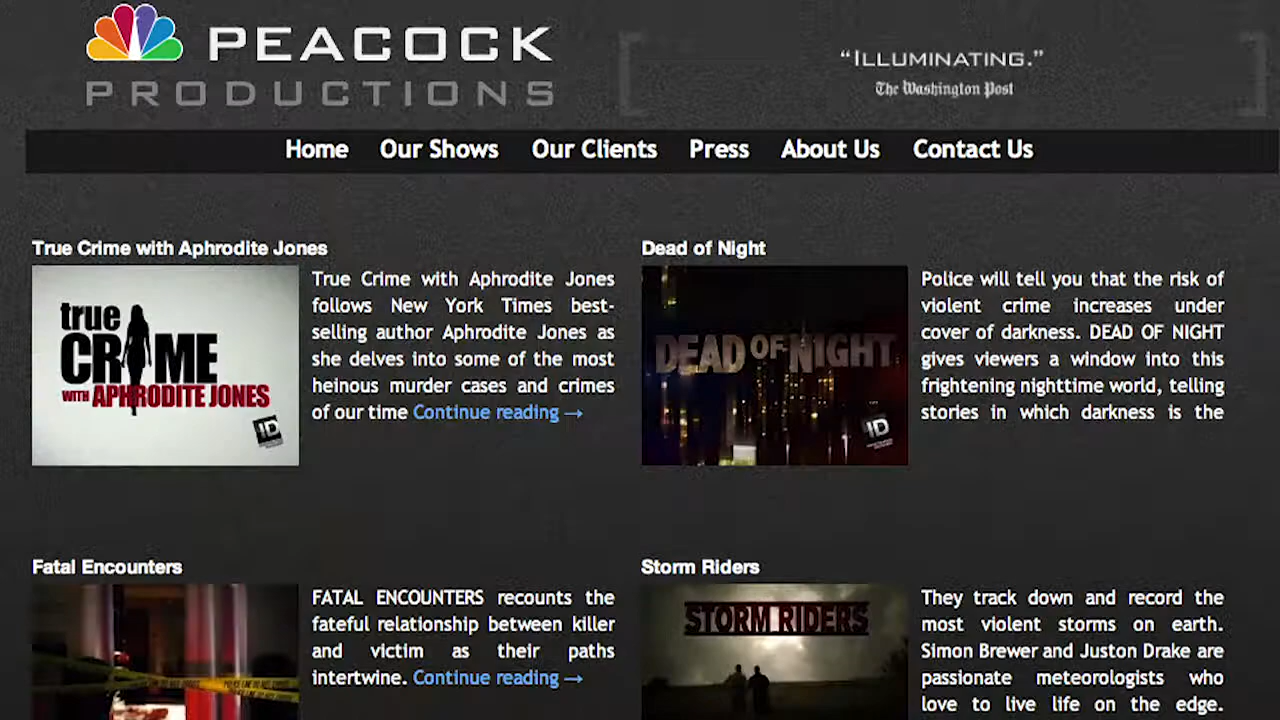 PEACOCK
PRODUCTIONS
“ILLUMINATING.”
The Washington Post
Home Our Shows Our Clients Press About Us Contact Us
True Crime with Aphrodite Jones
true
CRIME
WITH APHRODITE JONES
ID
True Crime with Aphrodite Jones
follows New York Times best-
selling author Aphrodite Jones as
she delves into some of the most
heinous murder cases and crimes
of our time Continue reading →
Dead of Night
DEAD OF NIGHT
ID
Police will tell you that the risk of
violent crime increases under
cover of darkness. DEAD OF NIGHT
gives viewers a window into this
frightening nighttime world, telling
stories in which darkness is the
Fatal Encounters
FATAL ENCOUNTERS recounts the
fateful relationship between killer
and victim as their paths
intertwine. Continue reading →
Storm Riders
STORM RIDERS
They track down and record the
most violent storms on earth.
Simon Brewer and Juston Drake are
passionate meteorologists who
love to live life on the edge.